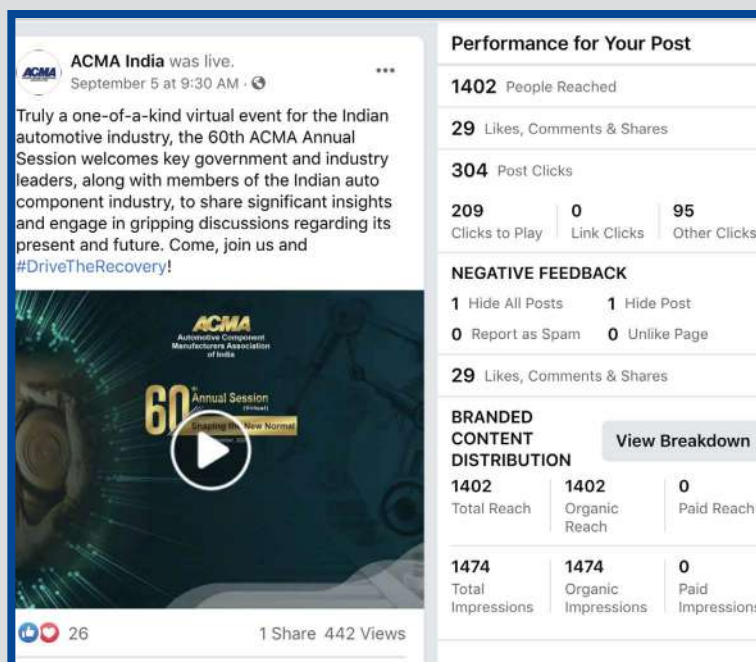 ACMA
ACMA India was live.
September 5 at 9:30 AM ·
Truly a one-of-a-kind virtual event for the Indian
automotive industry, the 60th ACMA Annual
Session welcomes key government and industry
leaders, along with members of the Indian auto
component industry, to share significant insights
and engage in gripping discussions regarding its
present and future. Come, join us and
#DriveTheRecovery!
ACMA
Automotive Component
Manufacturers Association
of India
60th Annual Session
(Virtual)
Shaping the New Normal
26
1 Share 442 Views
Performance for Your Post
1402 People Reached
29 Likes, Comments & Shares
304 Post Clicks
209 0 95
Clicks to Play Link Clicks Other Clicks
NEGATIVE FEEDBACK
1 Hide All Posts 1 Hide Post
0 Report as Spam 0 Unlike Page
29 Likes, Comments & Shares
BRANDED
CONTENT
DISTRIBUTION
View Breakdown
1402 1402 0
Total Reach Organic Paid Reach
Reach
1474 1474 0
Total Organic Paid
Impressions Impressions Impressions